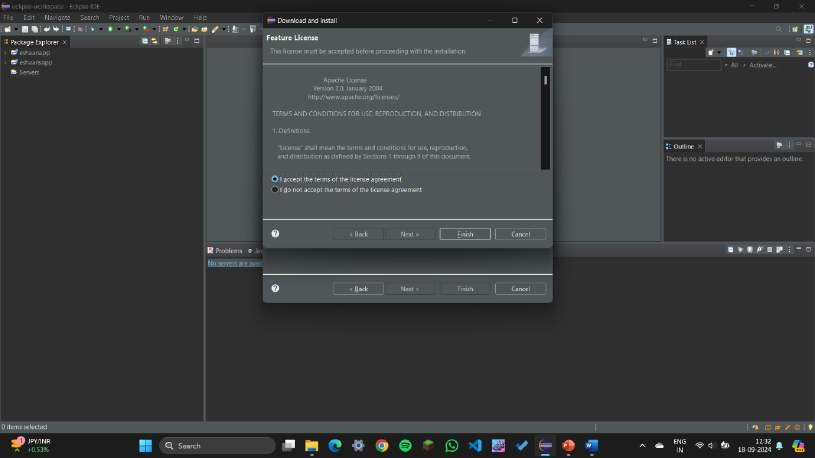 eclipse-workspace - Eclipse IDE
File Edit Navigate Search Project Run Window Help
Package Explorer
eshaanapp
eshaansapp
Servers
Download and Install
Feature License
This license must be accepted before proceeding with the installation.
Apache License
Version 2.0, January 2004
http://www.apache.org/licenses/
TERMS AND CONDITIONS FOR USE, REPRODUCTION, AND DISTRIBUTION
1. Definitions.
"License" shall mean the terms and conditions for use, reproduction,
and distribution as defined by Sections 1 through 9 of this document.
I accept the terms of the license agreement
I do not accept the terms of the license agreement
< Back Next > Finish Cancel
< Back Next > Finish Cancel
Task List
Find All Activate...
Outline
There is no active editor that provides an outline.
Problems
No servers are
0 items selected
JPY/INR
+0.53%
Search
ENG
IN
12:32
18-09-2024